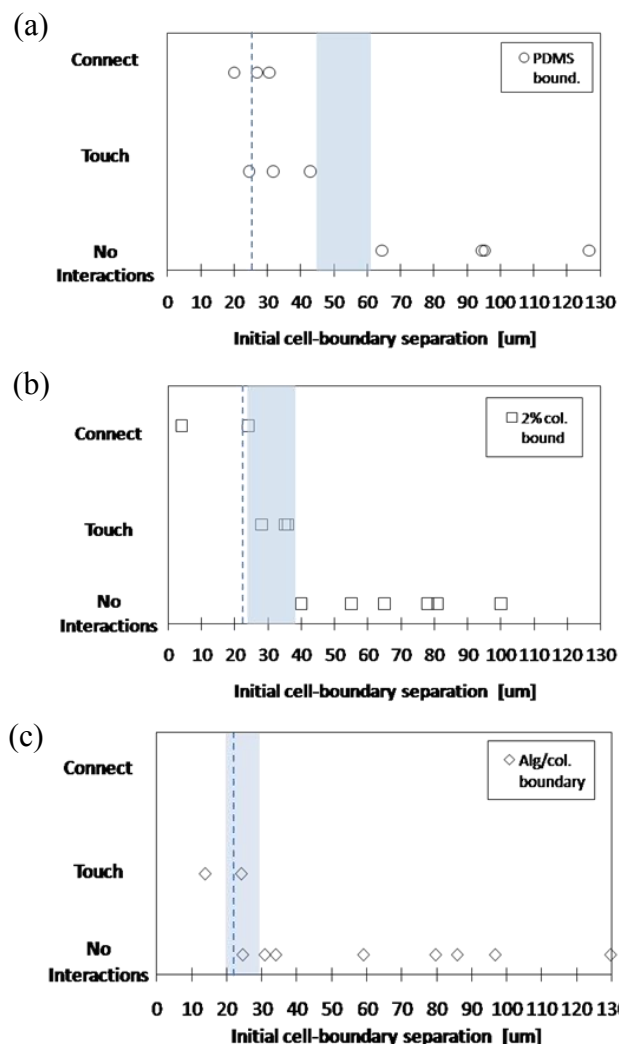 (a)
Connect
PDMS
bound.
Touch
No
Interactions
0 10 20 30 40 50 60 70 80 90 100 110 120 130
Initial cell-boundary separation [um]
(b)
Connect
2% col.
bound
Touch
No
Interactions
0 10 20 30 40 50 60 70 80 90 100 110 120 130
Initial cell-boundary separation [um]
(c)
Connect
Alg/col.
boundary
Touch
No
Interactions
0 10 20 30 40 50 60 70 80 90 100 110 120 130
Initial cell-boundary separation [um]